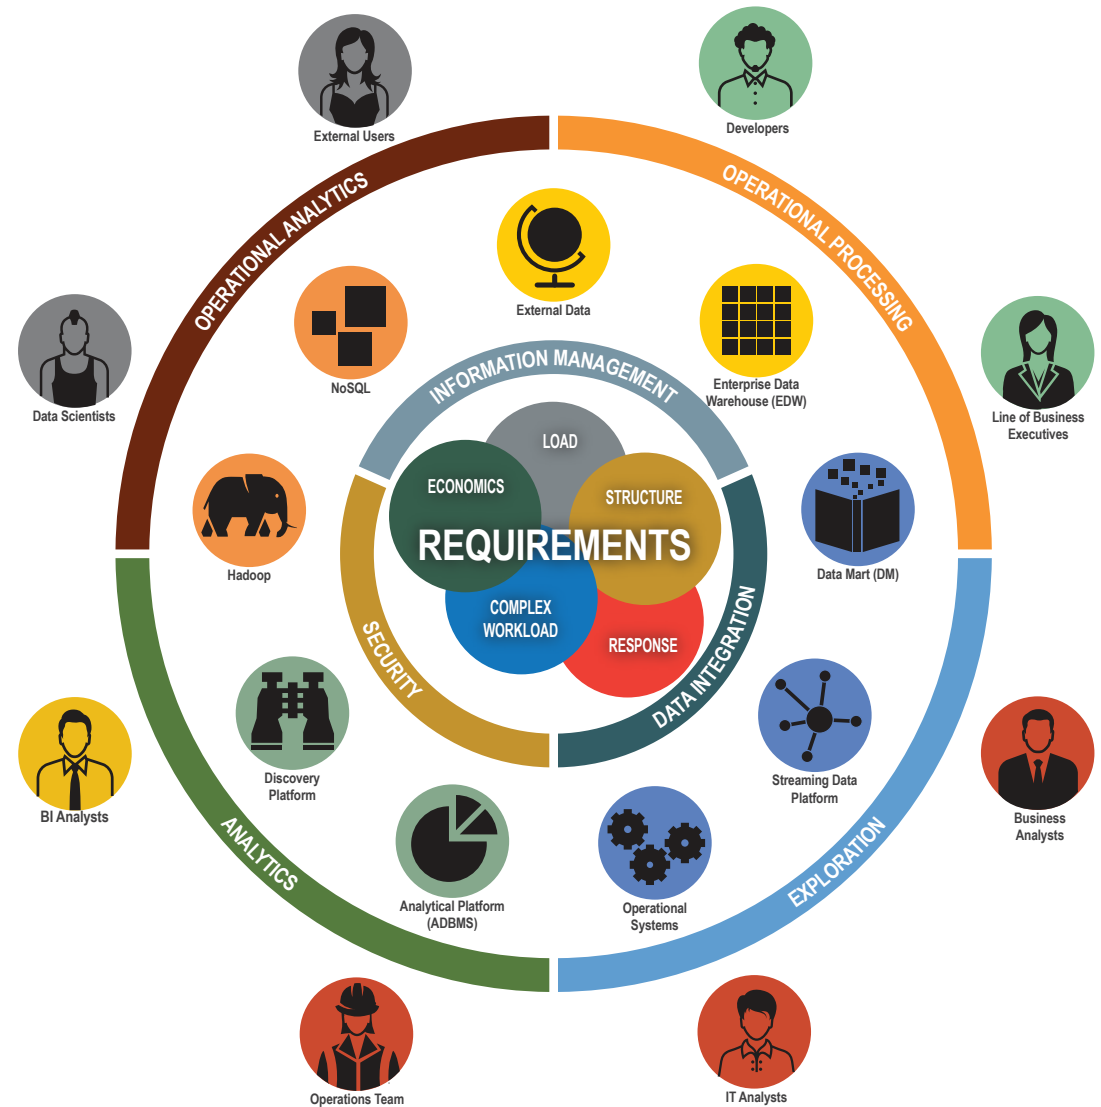 External Users
Developers
OPERATIONAL ANALYTICS
OPERATIONAL PROCESSING
External Data
NoSQL
Enterprise Data
Warehouse (EDW)
Data Scientists
Line of Business
Executives
INFORMATION MANAGEMENT
LOAD
ECONOMICS
STRUCTURE
REQUIREMENTS
COMPLEX
WORKLOAD
RESPONSE
Hadoop
Data Mart (DM)
SECURITY
DATA INTEGRATION
Discovery
Platform
Streaming Data
Platform
BI Analysts
Business
Analysts
ANALYTICS
EXPLORATION
Analytical Platform
(ADBMS)
Operational
Systems
Operations Team
IT Analysts